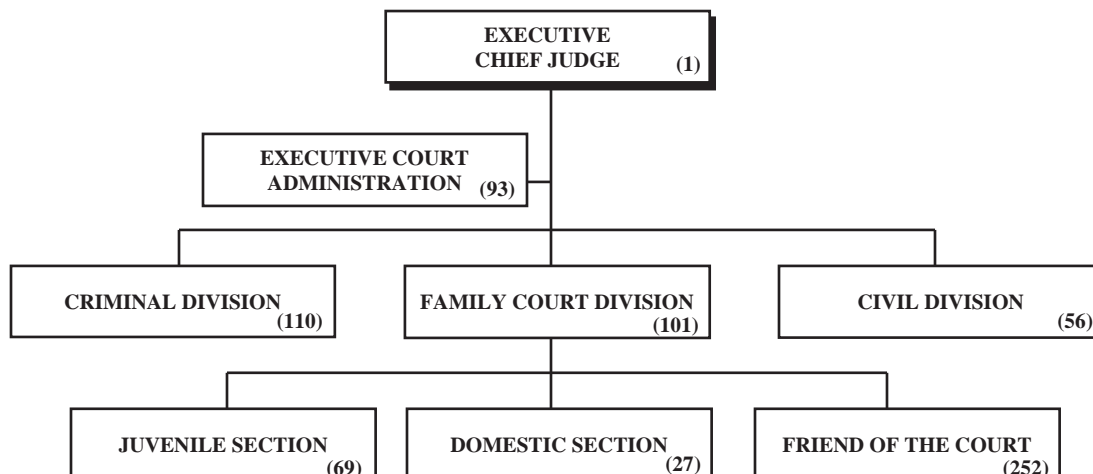 EXECUTIVE
CHIEF JUDGE
(1)
EXECUTIVE COURT
ADMINISTRATION
(93)
CRIMINAL DIVISION
(110)
FAMILY COURT DIVISION
(101)
CIVIL DIVISION
(56)
JUVENILE SECTION
(69)
DOMESTIC SECTION
(27)
FRIEND OF THE COURT
(252)